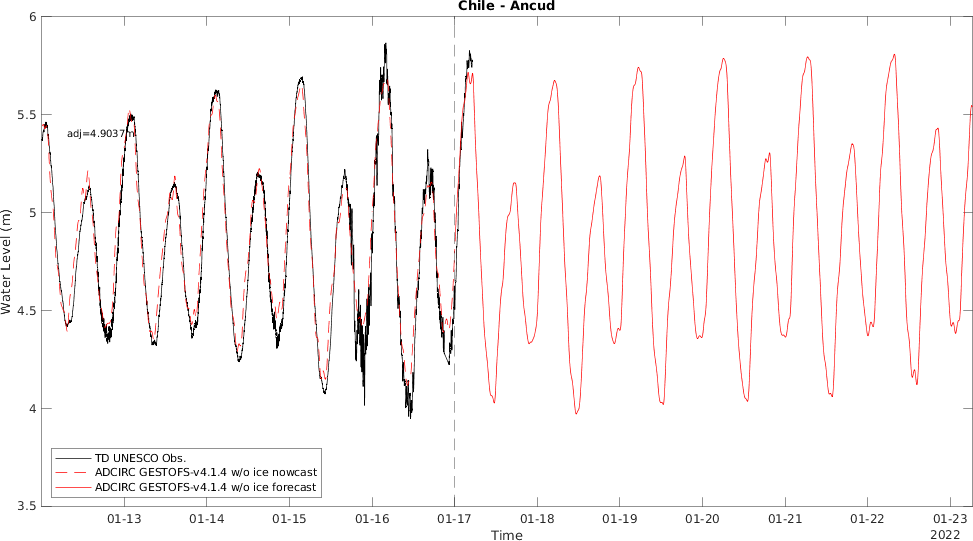 Chile - Ancud
6
5.5
5
4.5
4
3.5
Water Level (m)
adj=4.9037 m
TD UNESCO Obs.
ADCIRC GESTOFS-v4.1.4 w/o ice nowcast
ADCIRC GESTOFS-v4.1.4 w/o ice forecast
01-13 01-14 01-15 01-16 01-17 01-18 01-19 01-20 01-21 01-22 01-23
Time
2022